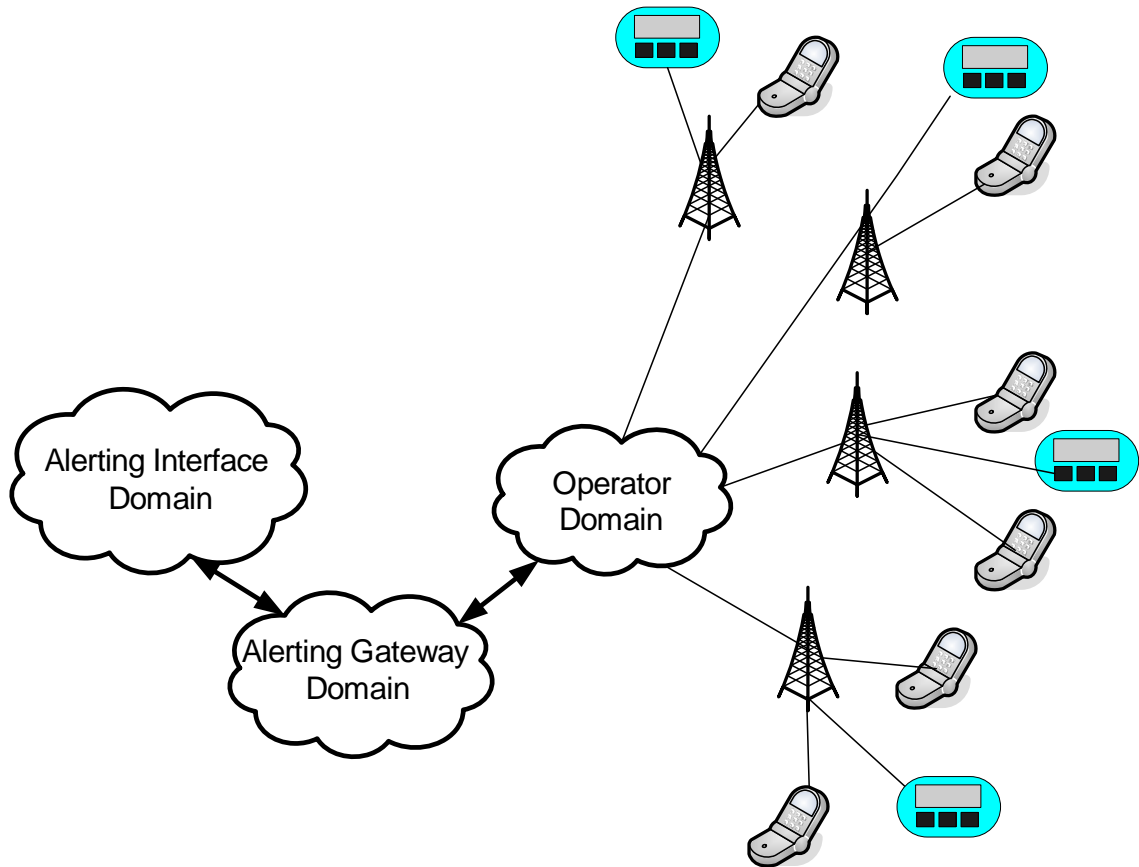 Alerting Interface
Domain
Operator
Domain
Alerting Gateway
Domain